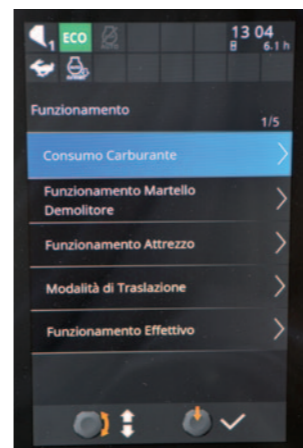 1 ECO 13 04
6.1 h
Funzionamento
1/5
Consumo Carburante
Funzionamento Martello
Demolitore
Funzionamento Attrezzo
Modalità di Traslazione
Funzionamento Effettivo